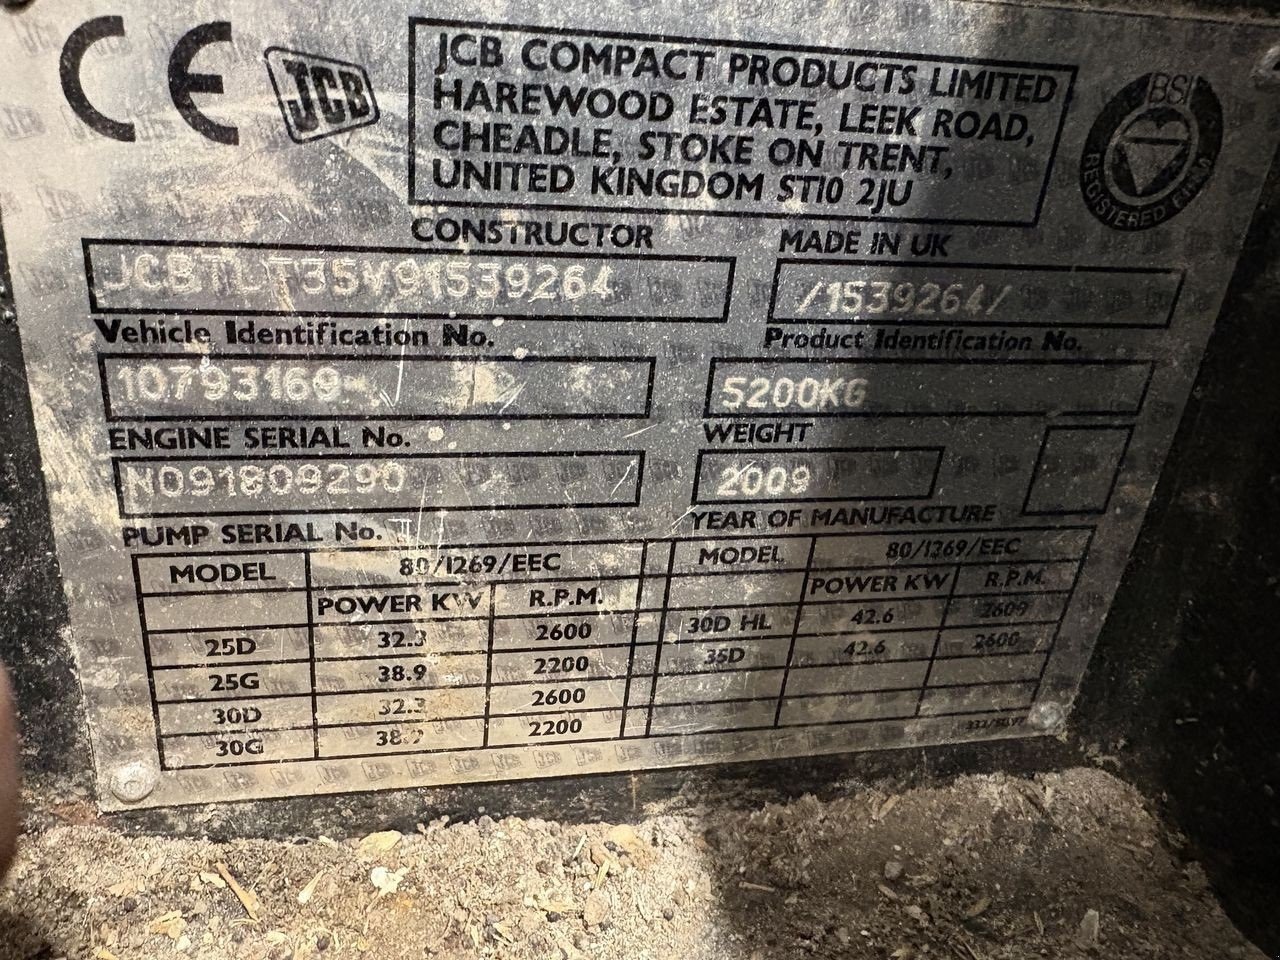 CE JCB
JCB COMPACT PRODUCTS LIMITED
HAREWOOD ESTATE, LEEK ROAD,
CHEADLE, STOKE ON TRENT,
UNITED KINGDOM ST10 2JU
BSI
REGISTERED FIRM
CONSTRUCTOR
MADE IN UK
/1539264/
Vehicle Identification No.
Product Identification No.
10793169
5200KG
ENGINE SERIAL No.
WEIGHT
N091809290
2009
PUMP SERIAL No.
YEAR OF MANUFACTURE
MODEL 80/1269/EEC MODEL 80/1269/EEC
POWER KW R.P.M. POWER KW R.P.M.
25D 32.3 2600 30D HL 42.6 2600
25G 38.9 2200 35D 42.6 2600
30D 32.3 2600
30G 38.9 2200